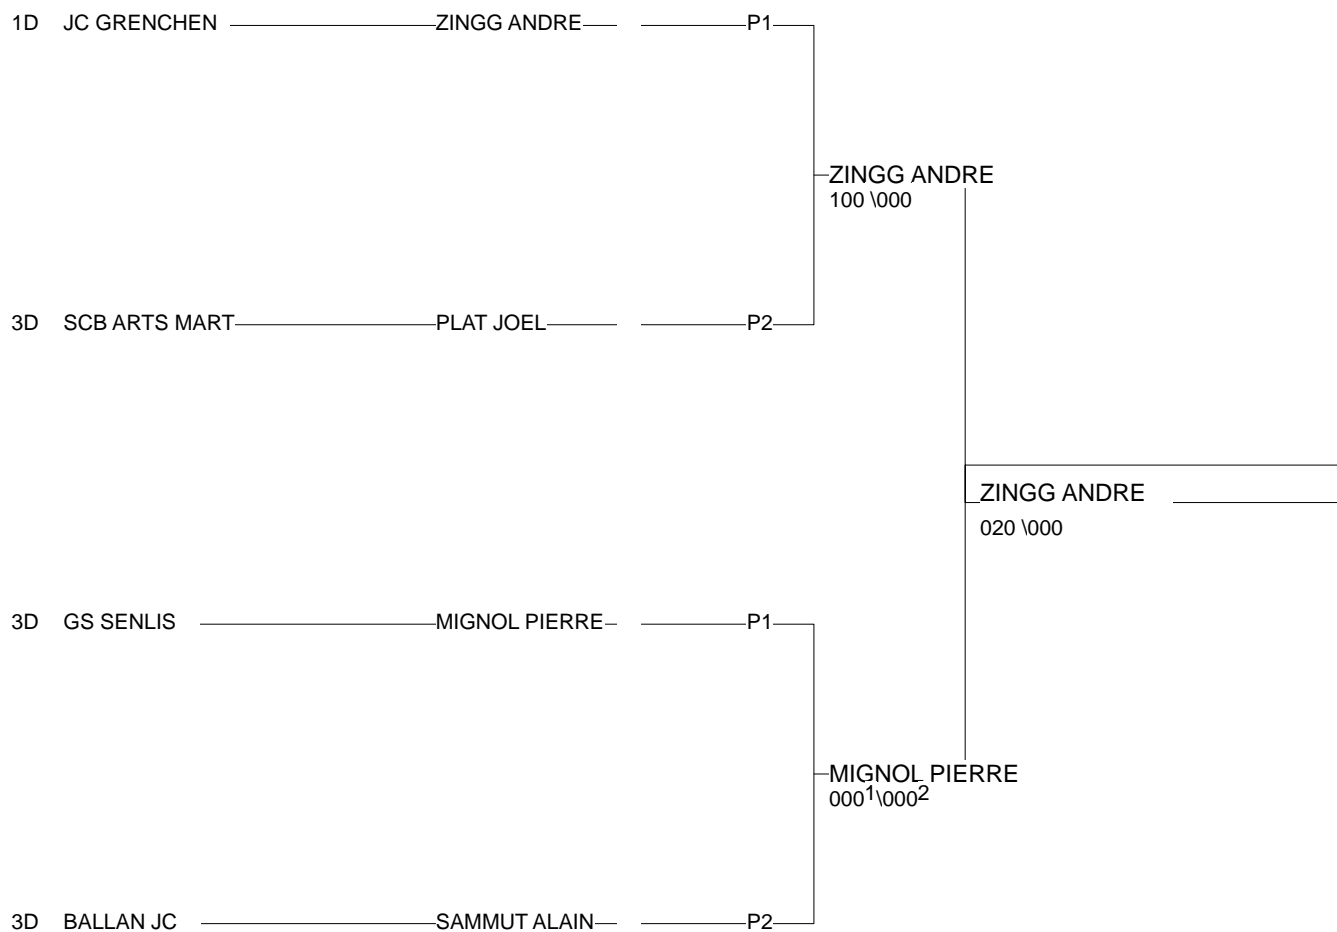 1D JC GRENCHEN ZINGG ANDRE P1
ZINGG ANDRE
100 \000
3D SCB ARTS MART PLAT JOEL P2
ZINGG ANDRE
020 \000
3D GS SENLIS MIGNOL PIERRE P1
MIGNOL PIERRE
000¹\000²
3D BALLAN JC SAMMUT ALAIN P2